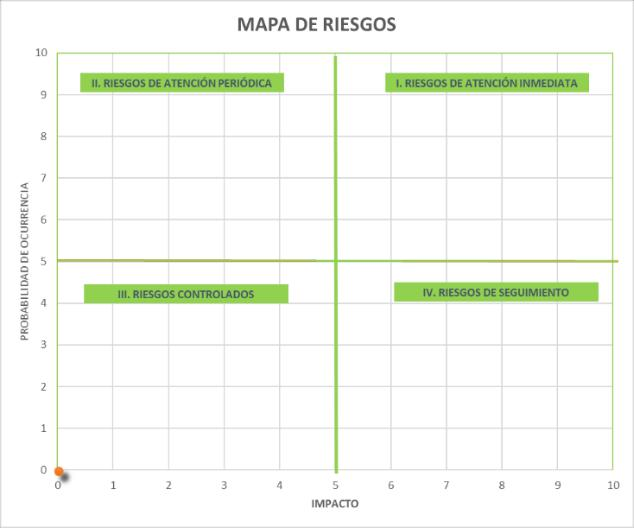 MAPA DE RIESGOS
10
II. RIESGOS DE ATENCIÓN PERIÓDICA
I. RIESGOS DE ATENCIÓN INMEDIATA
9
8
7
6
5
III. RIESGOS CONTROLADOS
IV. RIESGOS DE SEGUIMIENTO
4
3
2
1
0
PROBABILIDAD DE OCURRENCIA
0 1 2 3 4 5 6 7 8 9 10
IMPACTO